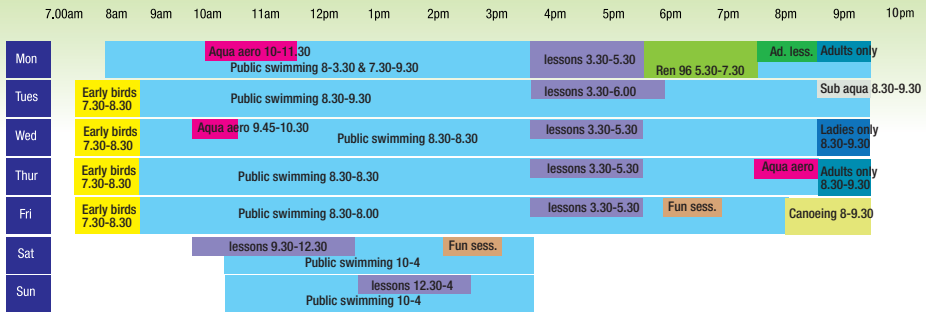 7.00am 8am 9am 10am 11am 12pm 1pm 2pm 3pm 4pm 5pm 6pm 7pm 8pm 9pm 10pm
Mon
Aqua aero 10-11.30
Public swimming 8-3.30 & 7.30-9.30
lessons 3.30-5.30
Ren 96 5.30-7.30
Ad. less.
Adults only
Tues
Early birds
7.30-8.30
Public swimming 8.30-9.30
lessons 3.30-6.00
Sub aqua 8.30-9.30
Wed
Early birds
7.30-8.30
Aqua aero 9.45-10.30
Public swimming 8.30-8.30
lessons 3.30-5.30
Ladies only
8.30-9.30
Thur
Early birds
7.30-8.30
Public swimming 8.30-8.30
lessons 3.30-5.30
Aqua aero
Adults only
8.30-9.30
Fri
Early birds
7.30-8.30
Public swimming 8.30-8.00
lessons 3.30-5.30
Fun sess.
Canoeing 8-9.30
Sat
lessons 9.30-12.30
Fun sess.
Public swimming 10-4
Sun
lessons 12.30-4
Public swimming 10-4